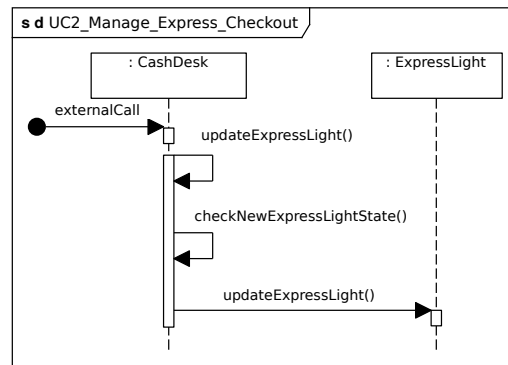 sd UC2_Manage_Express_Checkout
: CashDesk
: ExpressLight
externalCall
updateExpressLight()
checkNewExpressLightState()
updateExpressLight()